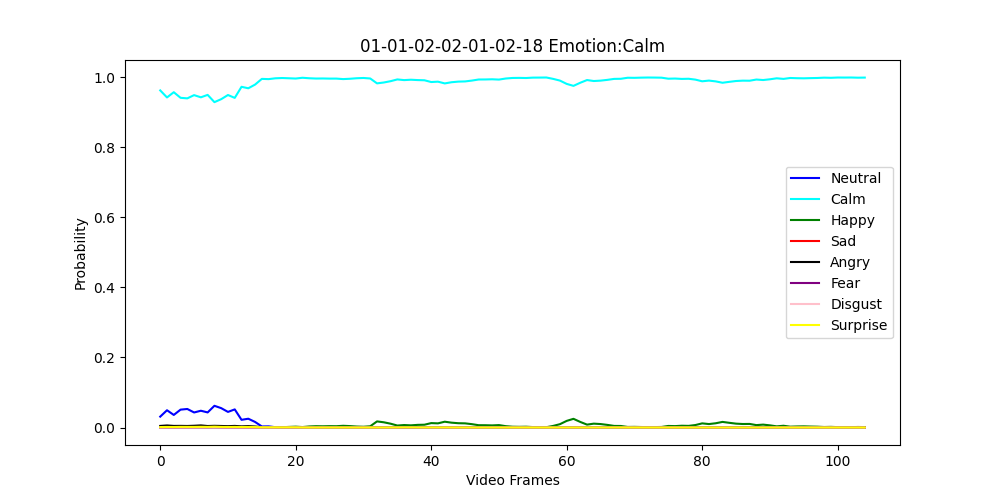 01-01-02-02-01-02-18 Emotion:Calm
Probability
1.0
0.8
0.6
0.4
0.2
0.0
Neutral
Calm
Happy
Sad
Angry
Fear
Disgust
Surprise
0 20 40 60 80 100
Video Frames